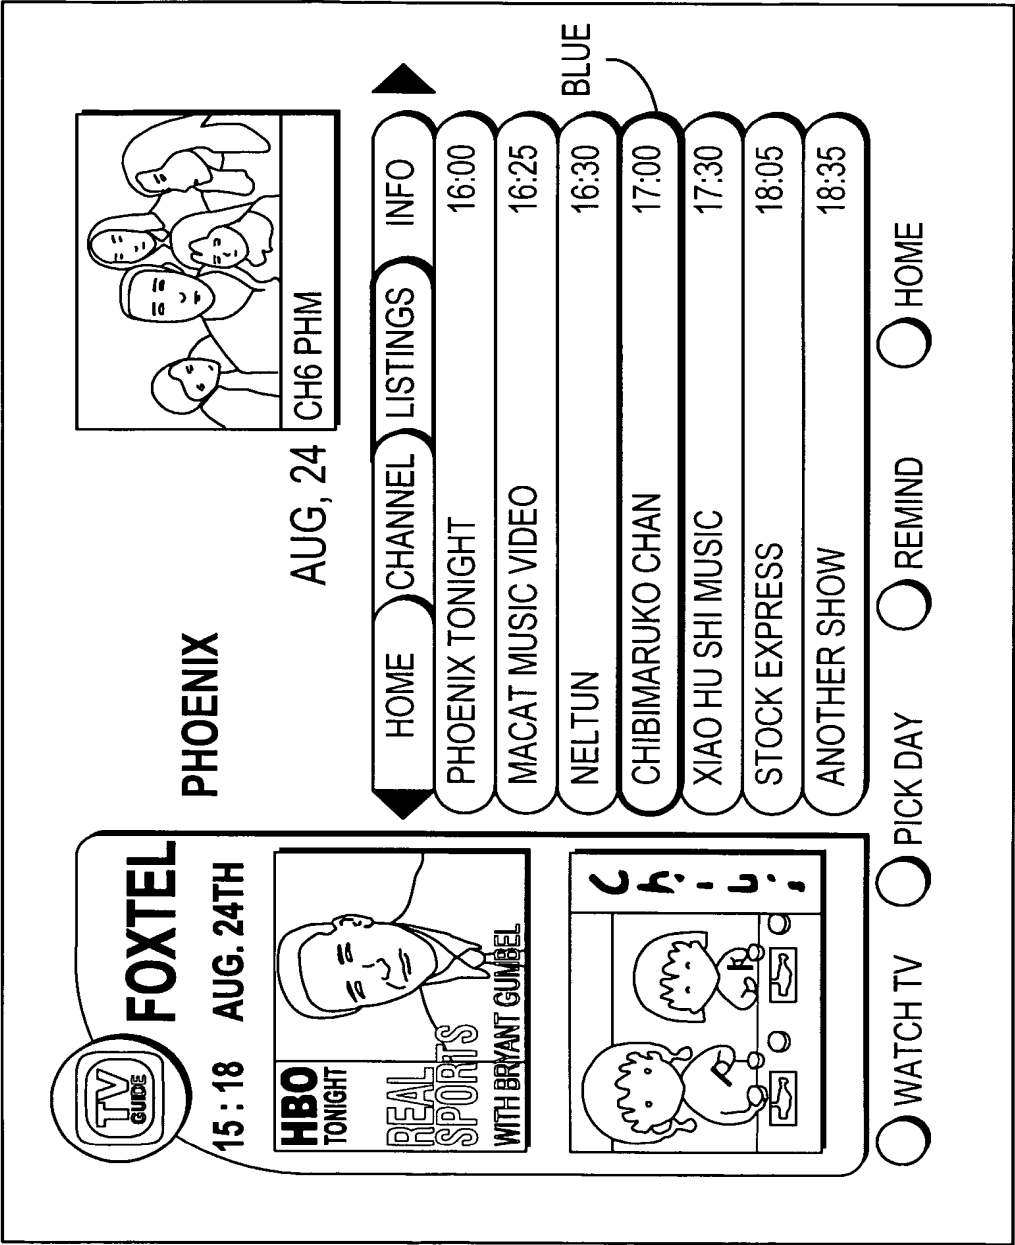 TV
GUIDE
FOXTEL
15 : 18 AUG. 24TH
HBO
TONIGHT
REAL
SPORTS
WITH BRYANT GUMBEL
Chibi
PHOENIX
AUG, 24
CH6 PHM
HOME CHANNEL LISTINGS INFO
PHOENIX TONIGHT 16:00
MACAT MUSIC VIDEO 16:25
NELTUN 16:30
CHIBIMARUKO CHAN 17:00
BLUE
XIAO HU SHI MUSIC 17:30
STOCK EXPRESS 18:05
ANOTHER SHOW 18:35
WATCH TV PICK DAY REMIND HOME